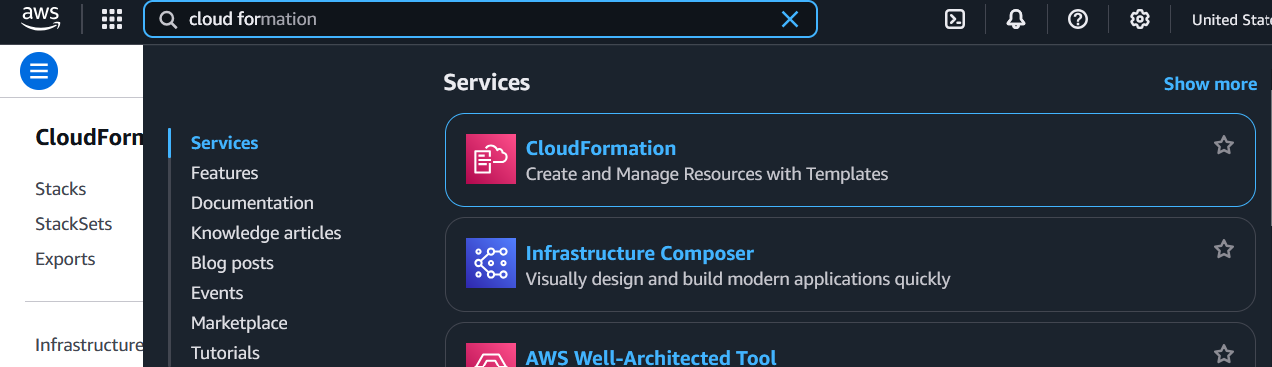 aws
cloud formation
United Stat
CloudForm
Stacks
StackSets
Exports
Infrastructure
Services
Features
Documentation
Knowledge articles
Blog posts
Events
Marketplace
Tutorials
Services
Show more
CloudFormation
Create and Manage Resources with Templates
Infrastructure Composer
Visually design and build modern applications quickly
AWS Well-Architected Tool